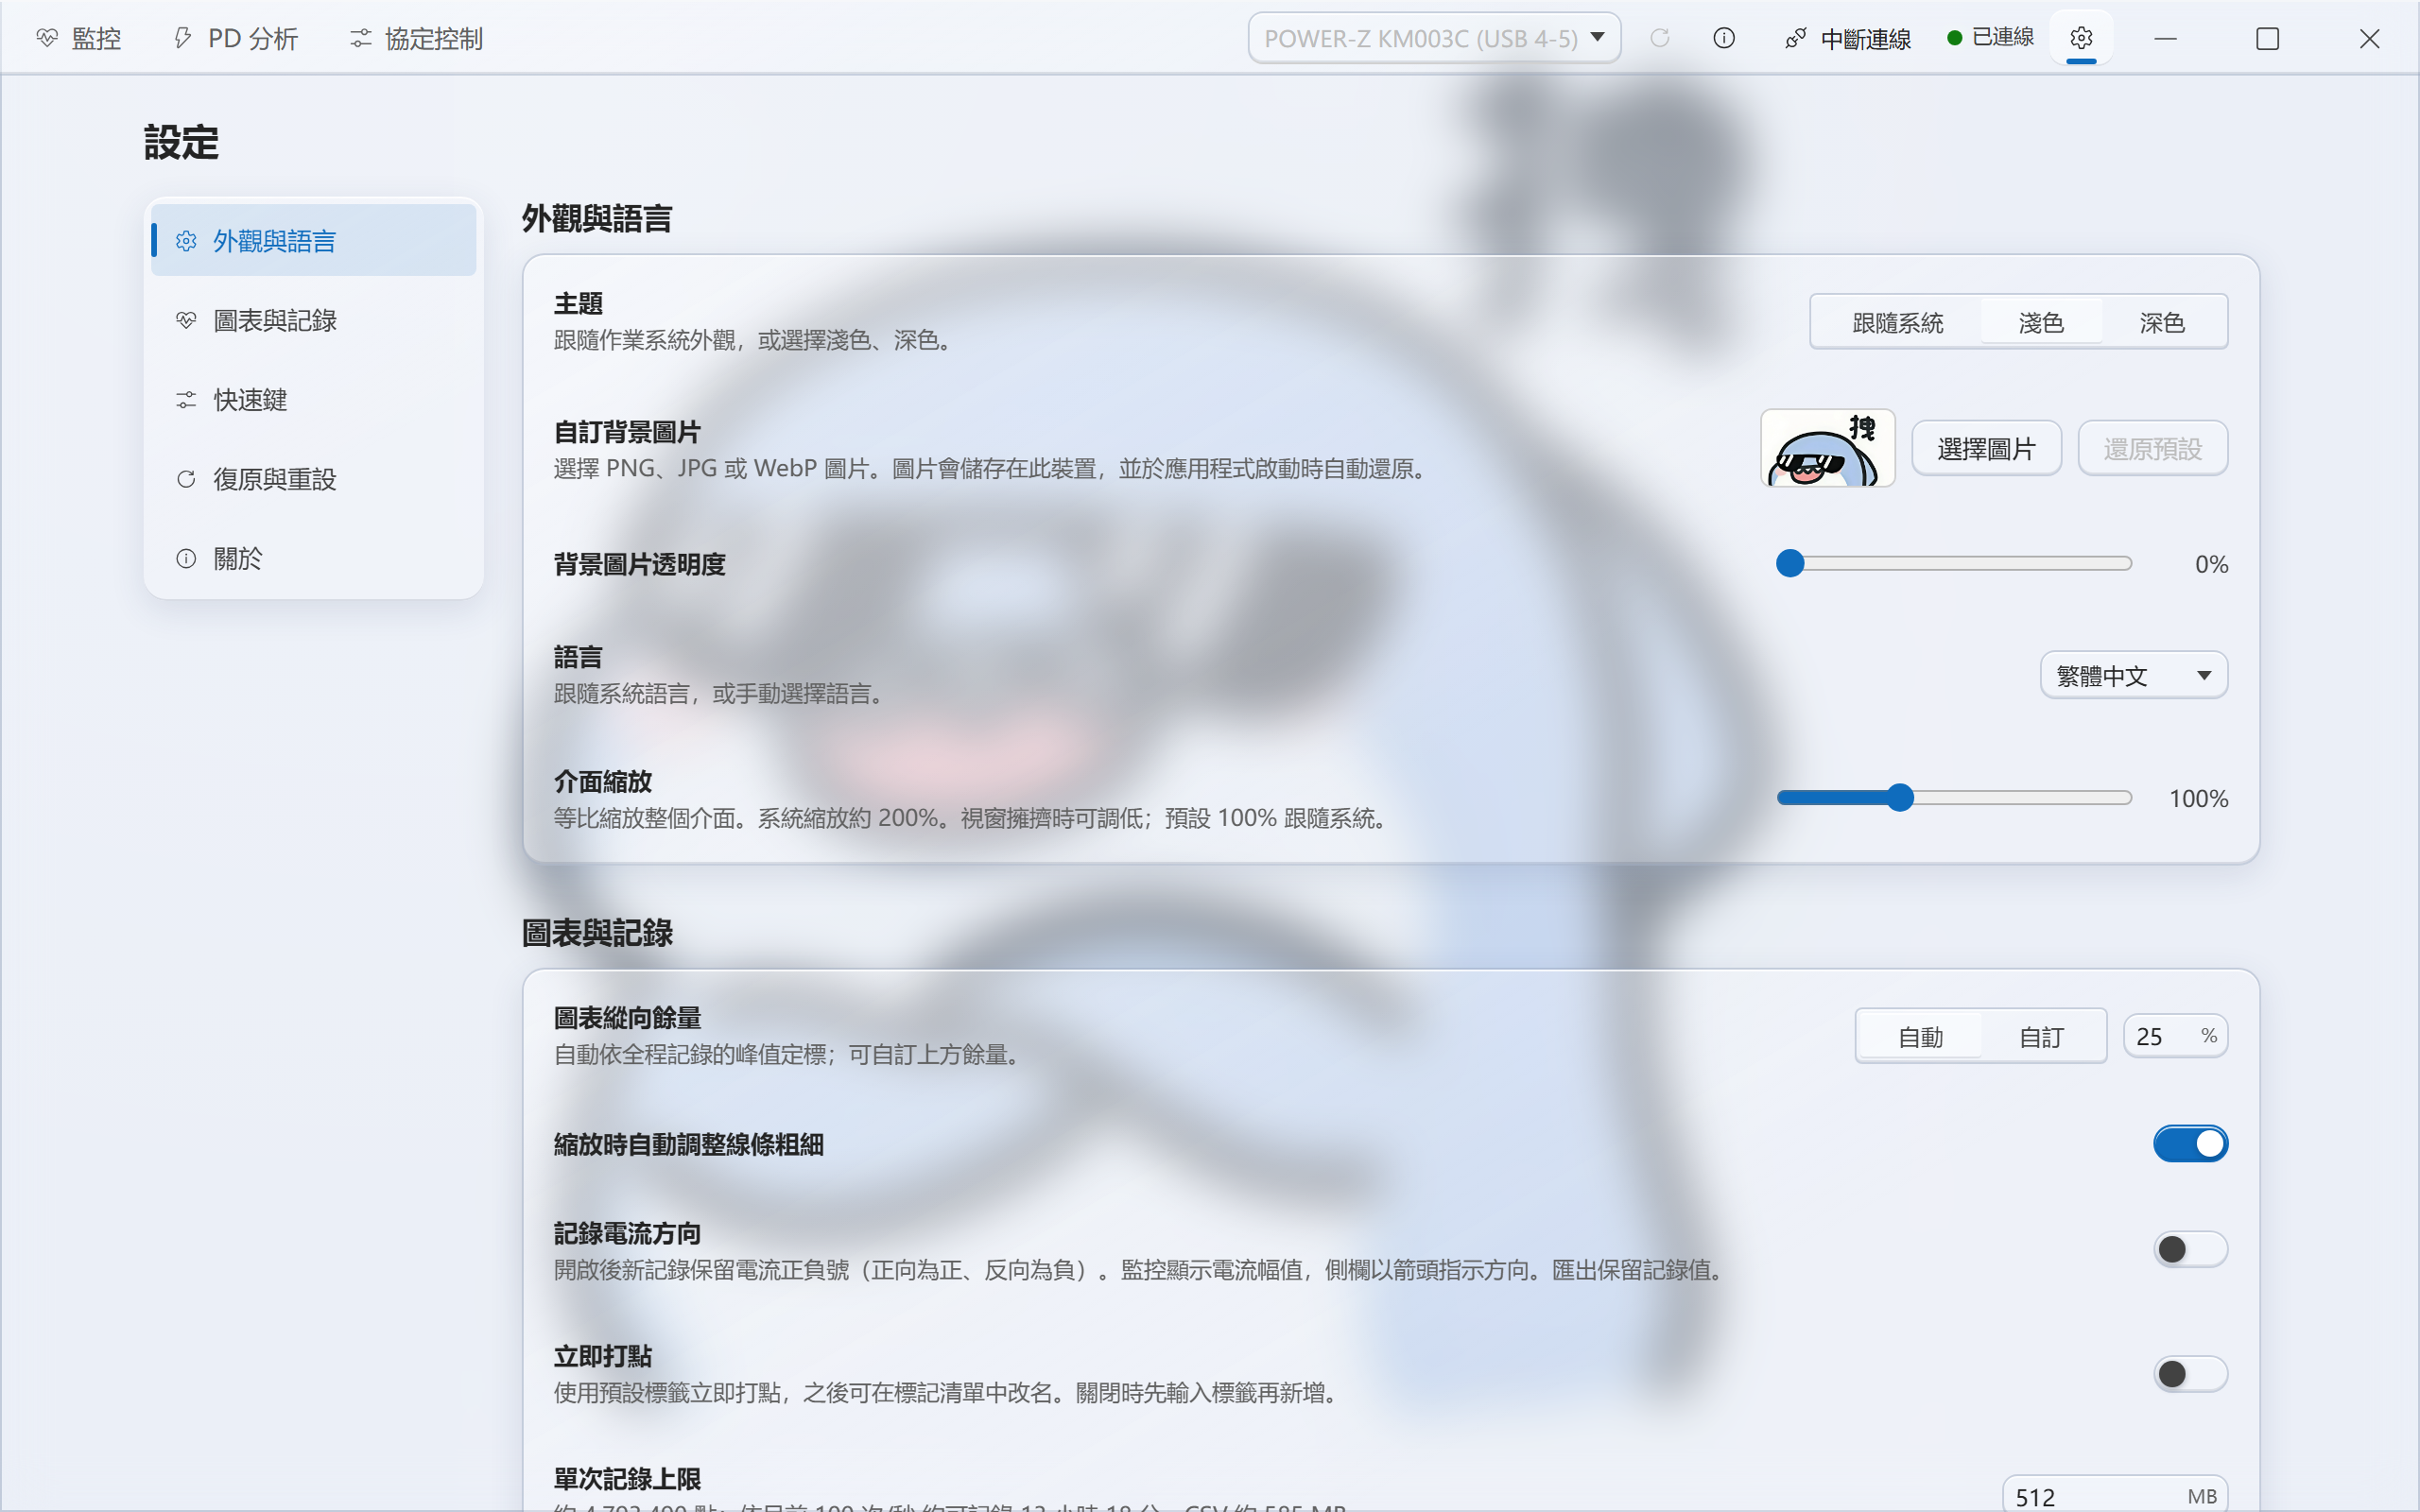 監控 PD 分析 協定控制 POWER-Z KM003C (USB 4-5) 中斷連線 已連線
設定
外觀與語言
圖表與記錄
快速鍵
復原與重設
關於
外觀與語言
主題
跟隨作業系統外觀，或選擇淺色、深色。
跟隨系統 淺色 深色
自訂背景圖片
選擇 PNG、JPG 或 WebP 圖片。圖片會儲存在此裝置，並於應用程式啟動時自動還原。
拽
選擇圖片 還原預設
背景圖片透明度
0%
語言
跟隨系統語言，或手動選擇語言。
繁體中文
介面縮放
等比縮放整個介面。系統縮放約 200%。視窗擁擠時可調低；預設 100% 跟隨系統。
100%
圖表與記錄
圖表縱向餘量
自動依全程記錄的峰值定標；可自訂上方餘量。
自動 自訂 25 %
縮放時自動調整線條粗細
記錄電流方向
開啟後新記錄保留電流正負號（正向為正、反向為負）。監控顯示電流幅值，側欄以箭頭指示方向。匯出保留記錄值。
立即打點
使用預設標籤立即打點，之後可在標記清單中改名。關閉時先輸入標籤再新增。
單次記錄上限
512 MB